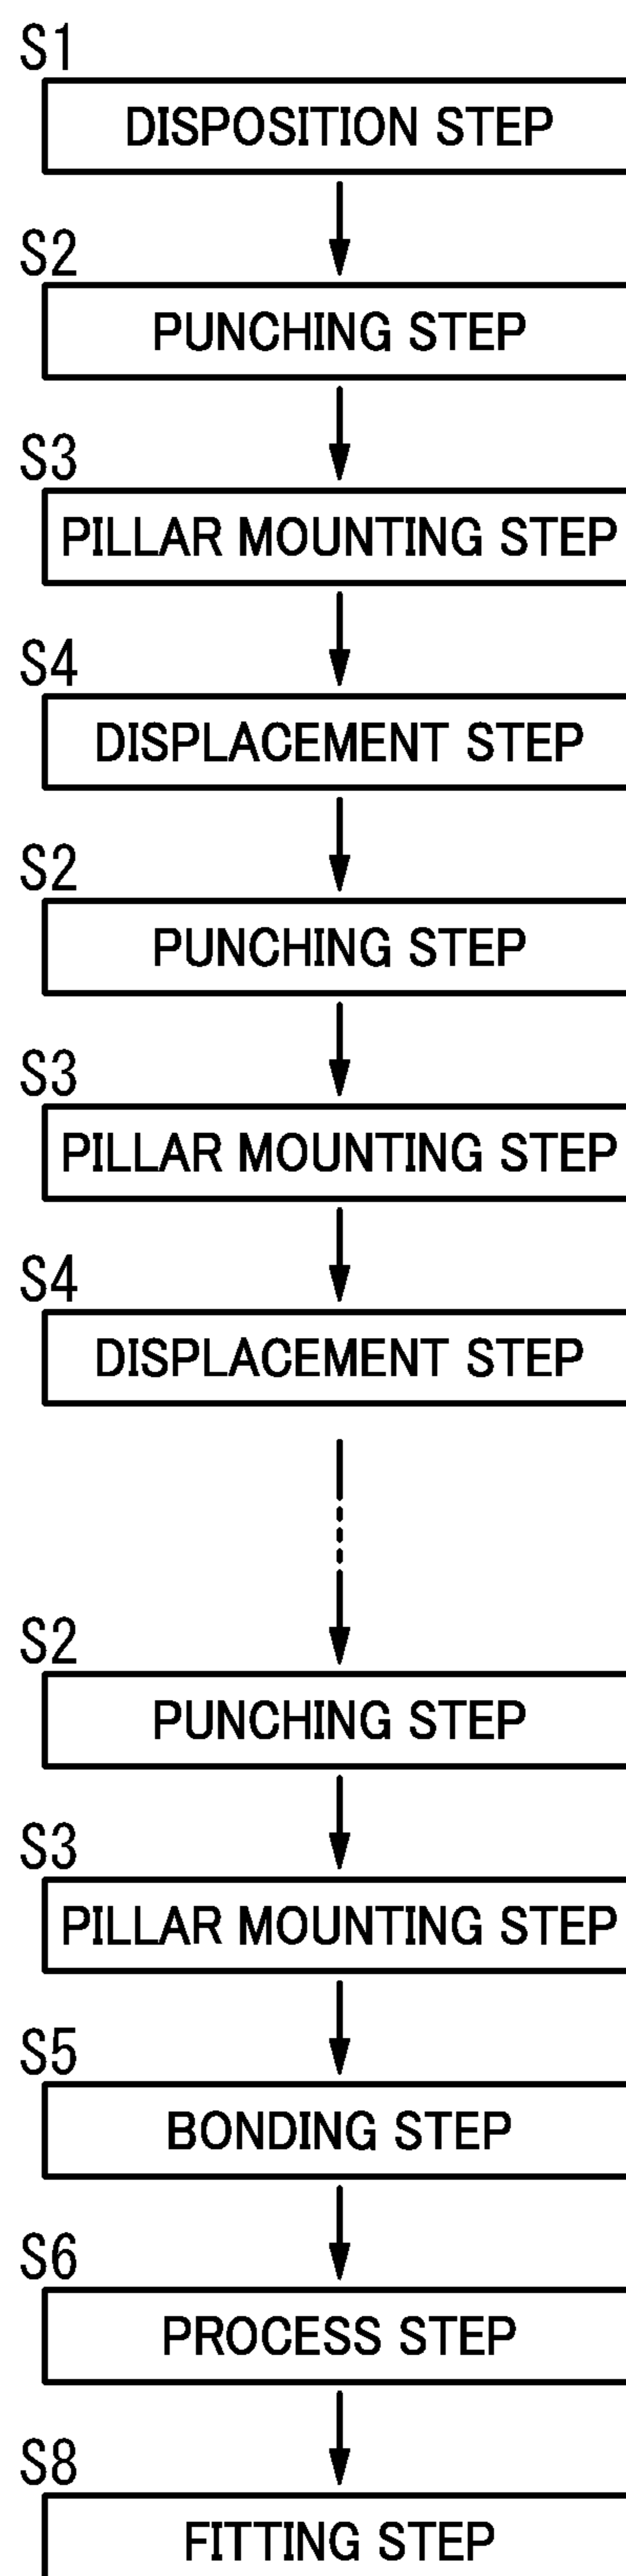 S1
DISPOSITION STEP
S2
PUNCHING STEP
S3
PILLAR MOUNTING STEP
S4
DISPLACEMENT STEP
S2
PUNCHING STEP
S3
PILLAR MOUNTING STEP
S4
DISPLACEMENT STEP
S2
PUNCHING STEP
S3
PILLAR MOUNTING STEP
S5
BONDING STEP
S6
PROCESS STEP
S8
FITTING STEP